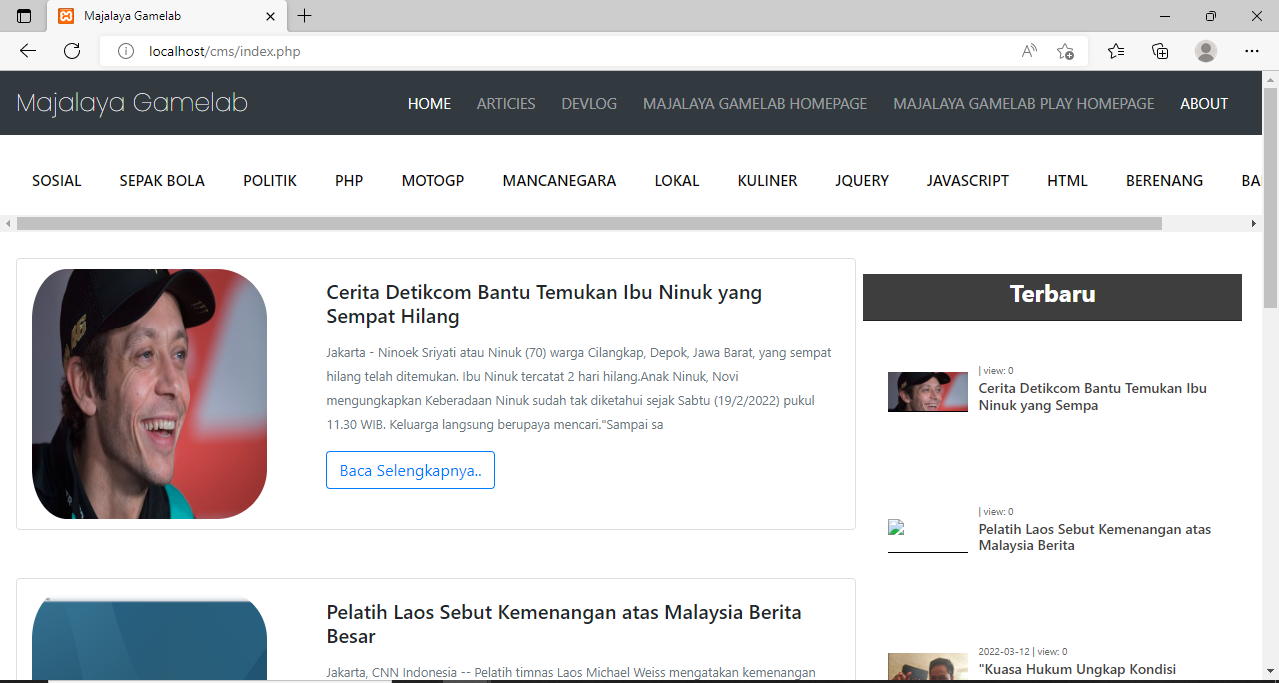 Majalaya Gamelab
localhost/cms/index.php
Majalaya Gamelab
HOME ARTICLES DEVLOG MAJALAYA GAMELAB HOMEPAGE MAJALAYA GAMELAB PLAY HOMEPAGE ABOUT
SOSIAL SEPAK BOLA POLITIK PHP MOTOGP MANCANEGARA LOKAL KULINER JQUERY JAVASCRIPT HTML BERENANG BA
Cerita Detikcom Bantu Temukan Ibu Ninuk yang
Sempat Hilang
Jakarta - Ninoek Sriyati atau Ninuk (70) warga Cilangkap, Depok, Jawa Barat, yang sempat
hilang telah ditemukan. Ibu Ninuk tercatat 2 hari hilang.Anak Ninuk, Novi
mengungkapkan Keberadaan Ninuk sudah tak diketahui sejak Sabtu (19/2/2022) pukul
11.30 WIB. Keluarga langsung berupaya mencari."Sampai sa
Baca Selengkapnya..
Pelatih Laos Sebut Kemenangan atas Malaysia Berita
Besar
Jakarta, CNN Indonesia -- Pelatih timnas Laos Michael Weiss mengatakan kemenangan
Terbaru
| view: 0
Cerita Detikcom Bantu Temukan Ibu
Ninuk yang Sempa
| view: 0
Pelatih Laos Sebut Kemenangan atas
Malaysia Berita
2022-03-12 | view: 0
"Kuasa Hukum Ungkap Kondisi